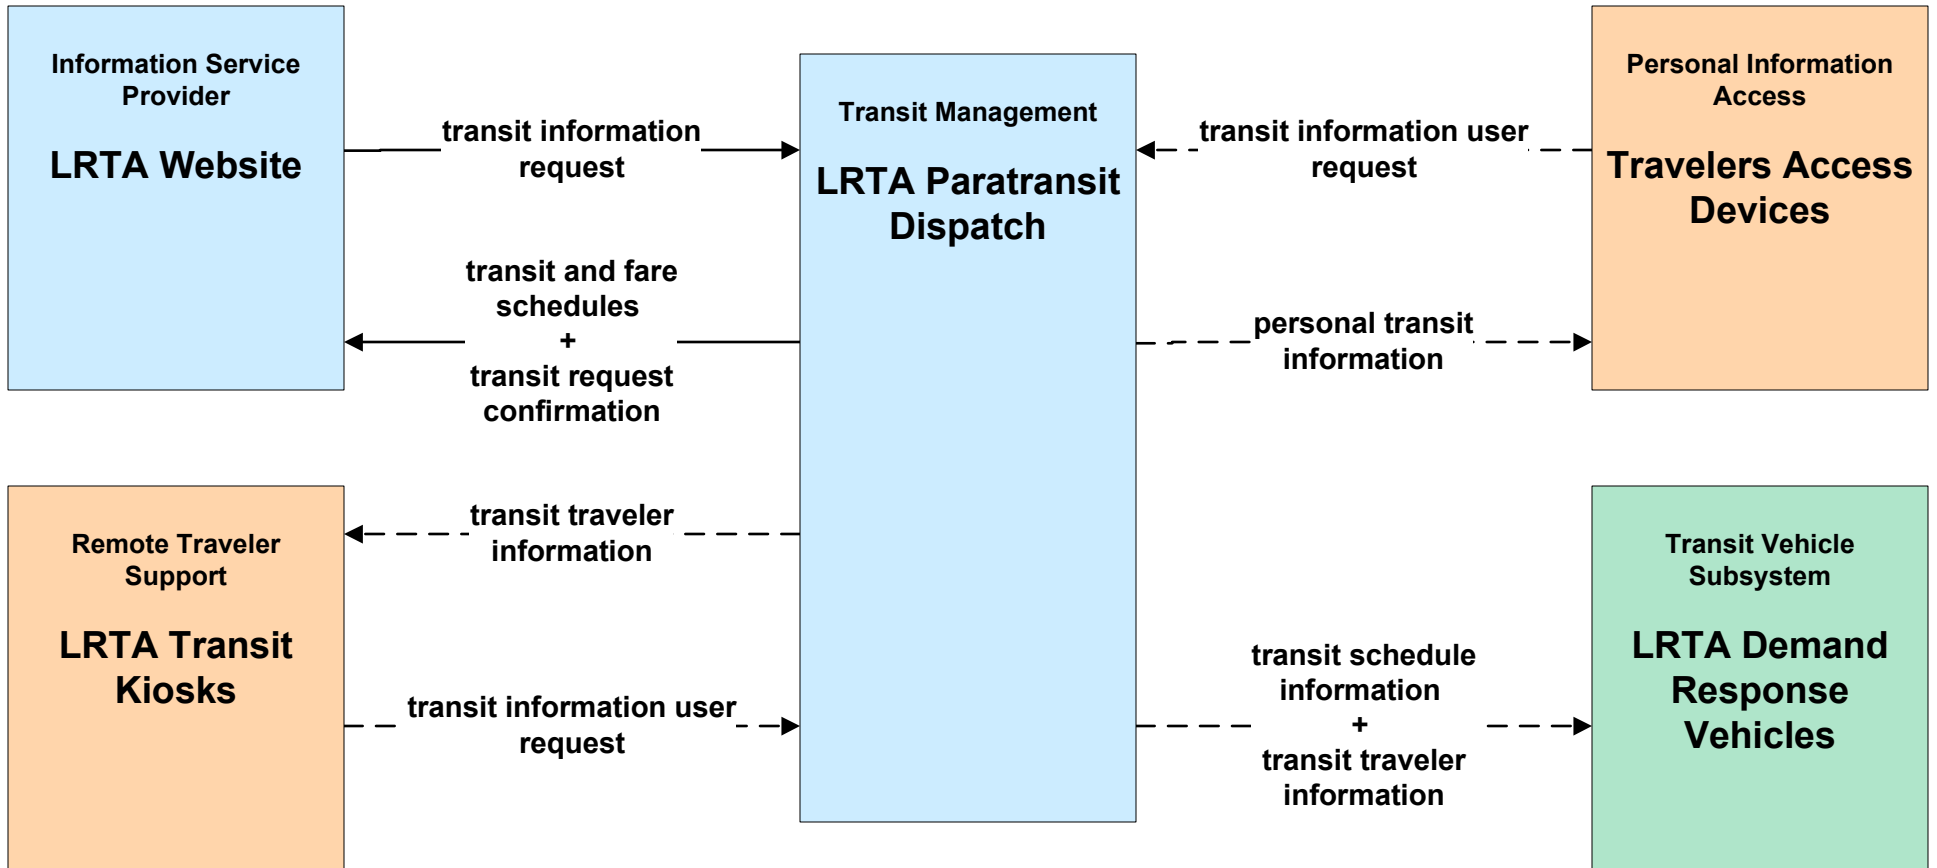 Information Service
Provider
LRTA Website
transit information
request
transit and fare
schedules
+
transit request
confirmation
Transit Management
LRTA Paratransit
Dispatch
transit information user
request
personal transit
information
Personal Information
Access
Travelers Access
Devices
Remote Traveler
Support
LRTA Transit
Kiosks
transit traveler
information
transit information user
request
transit schedule
information
+
transit traveler
information
Transit Vehicle
Subsystem
LRTA Demand
Response
Vehicles